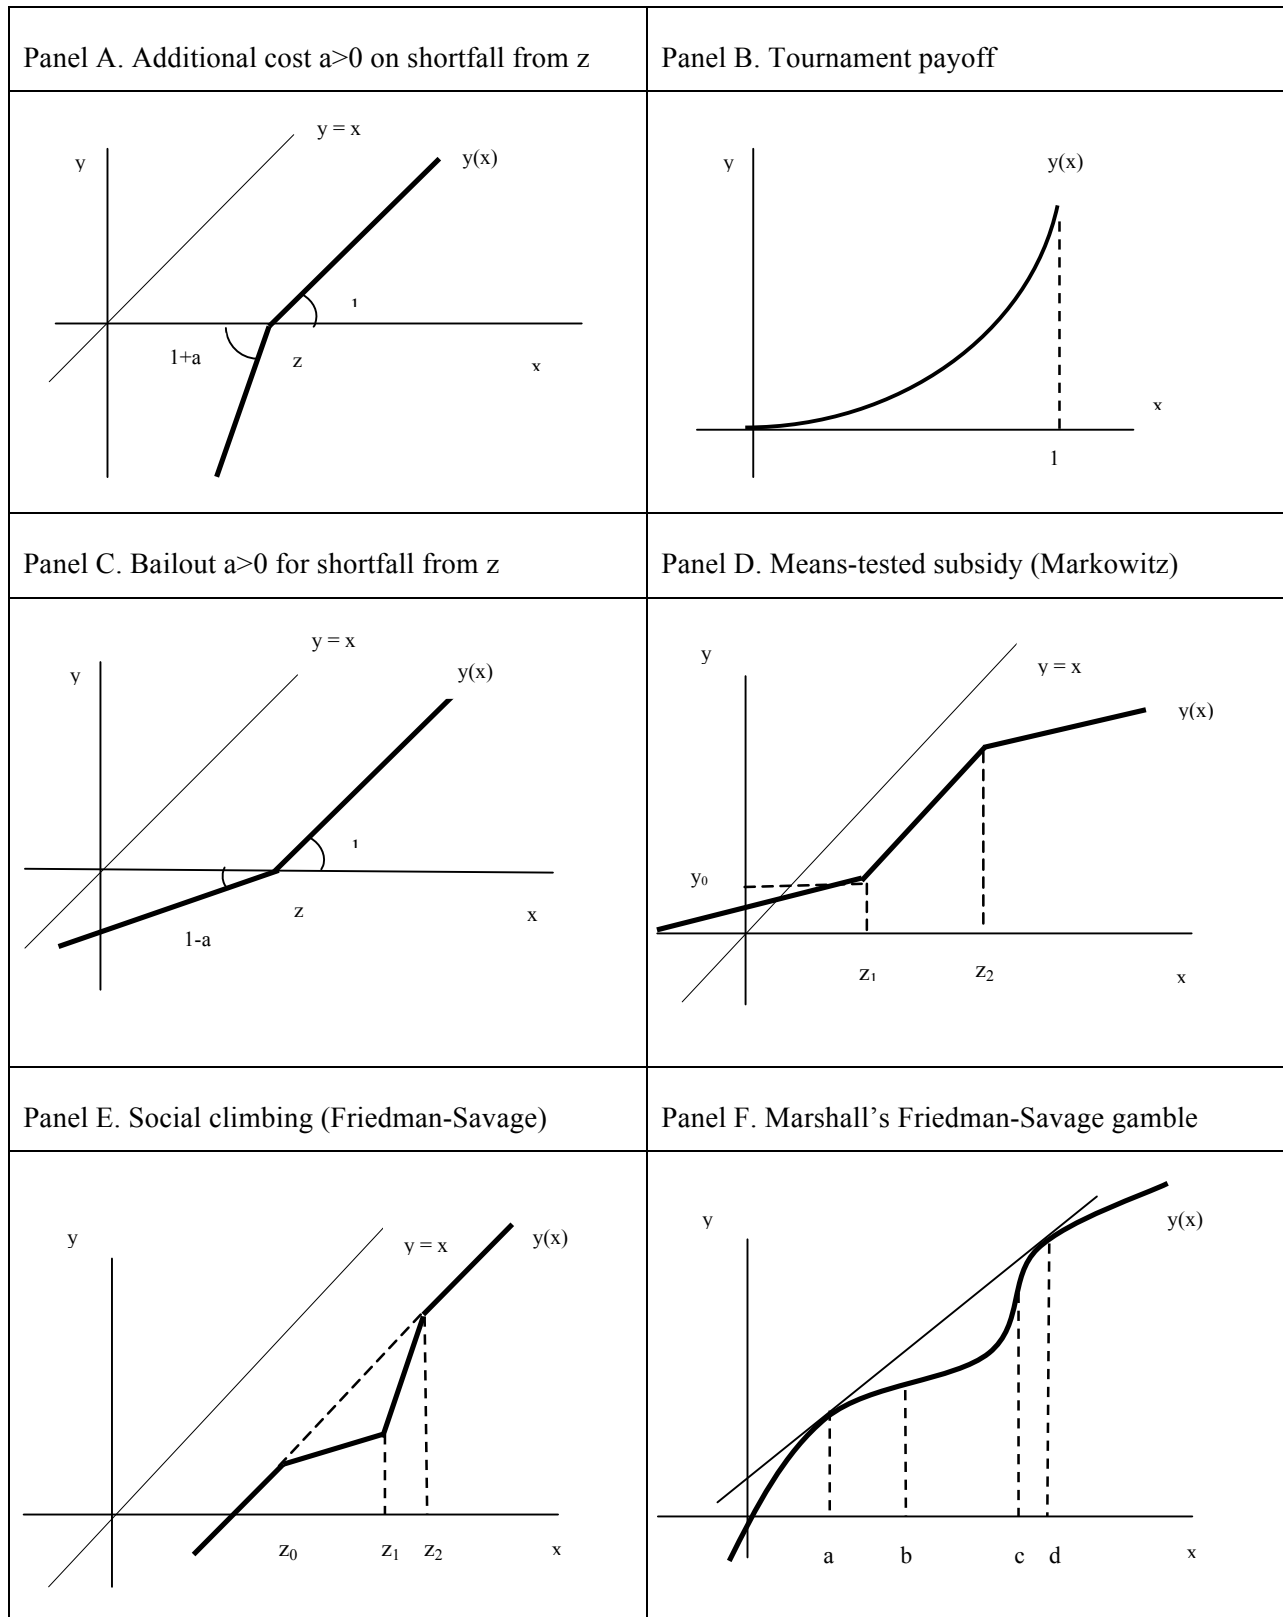 Panel A. Additional cost a>0 on shortfall from z
Panel B. Tournament payoff
y = x
y
y(x)
1
1+a
z
x
y
y(x)
x
1
Panel C. Bailout a>0 for shortfall from z
Panel D. Means-tested subsidy (Markowitz)
y = x
y
y(x)
1
z
1-a
x
y
y = x
y(x)
y₀
z₁
z₂
x
Panel E. Social climbing (Friedman-Savage)
Panel F. Marshall’s Friedman-Savage gamble
y
y = x
y(x)
z₀
z₁
z₂
x
y
y(x)
a
b
c
d
x